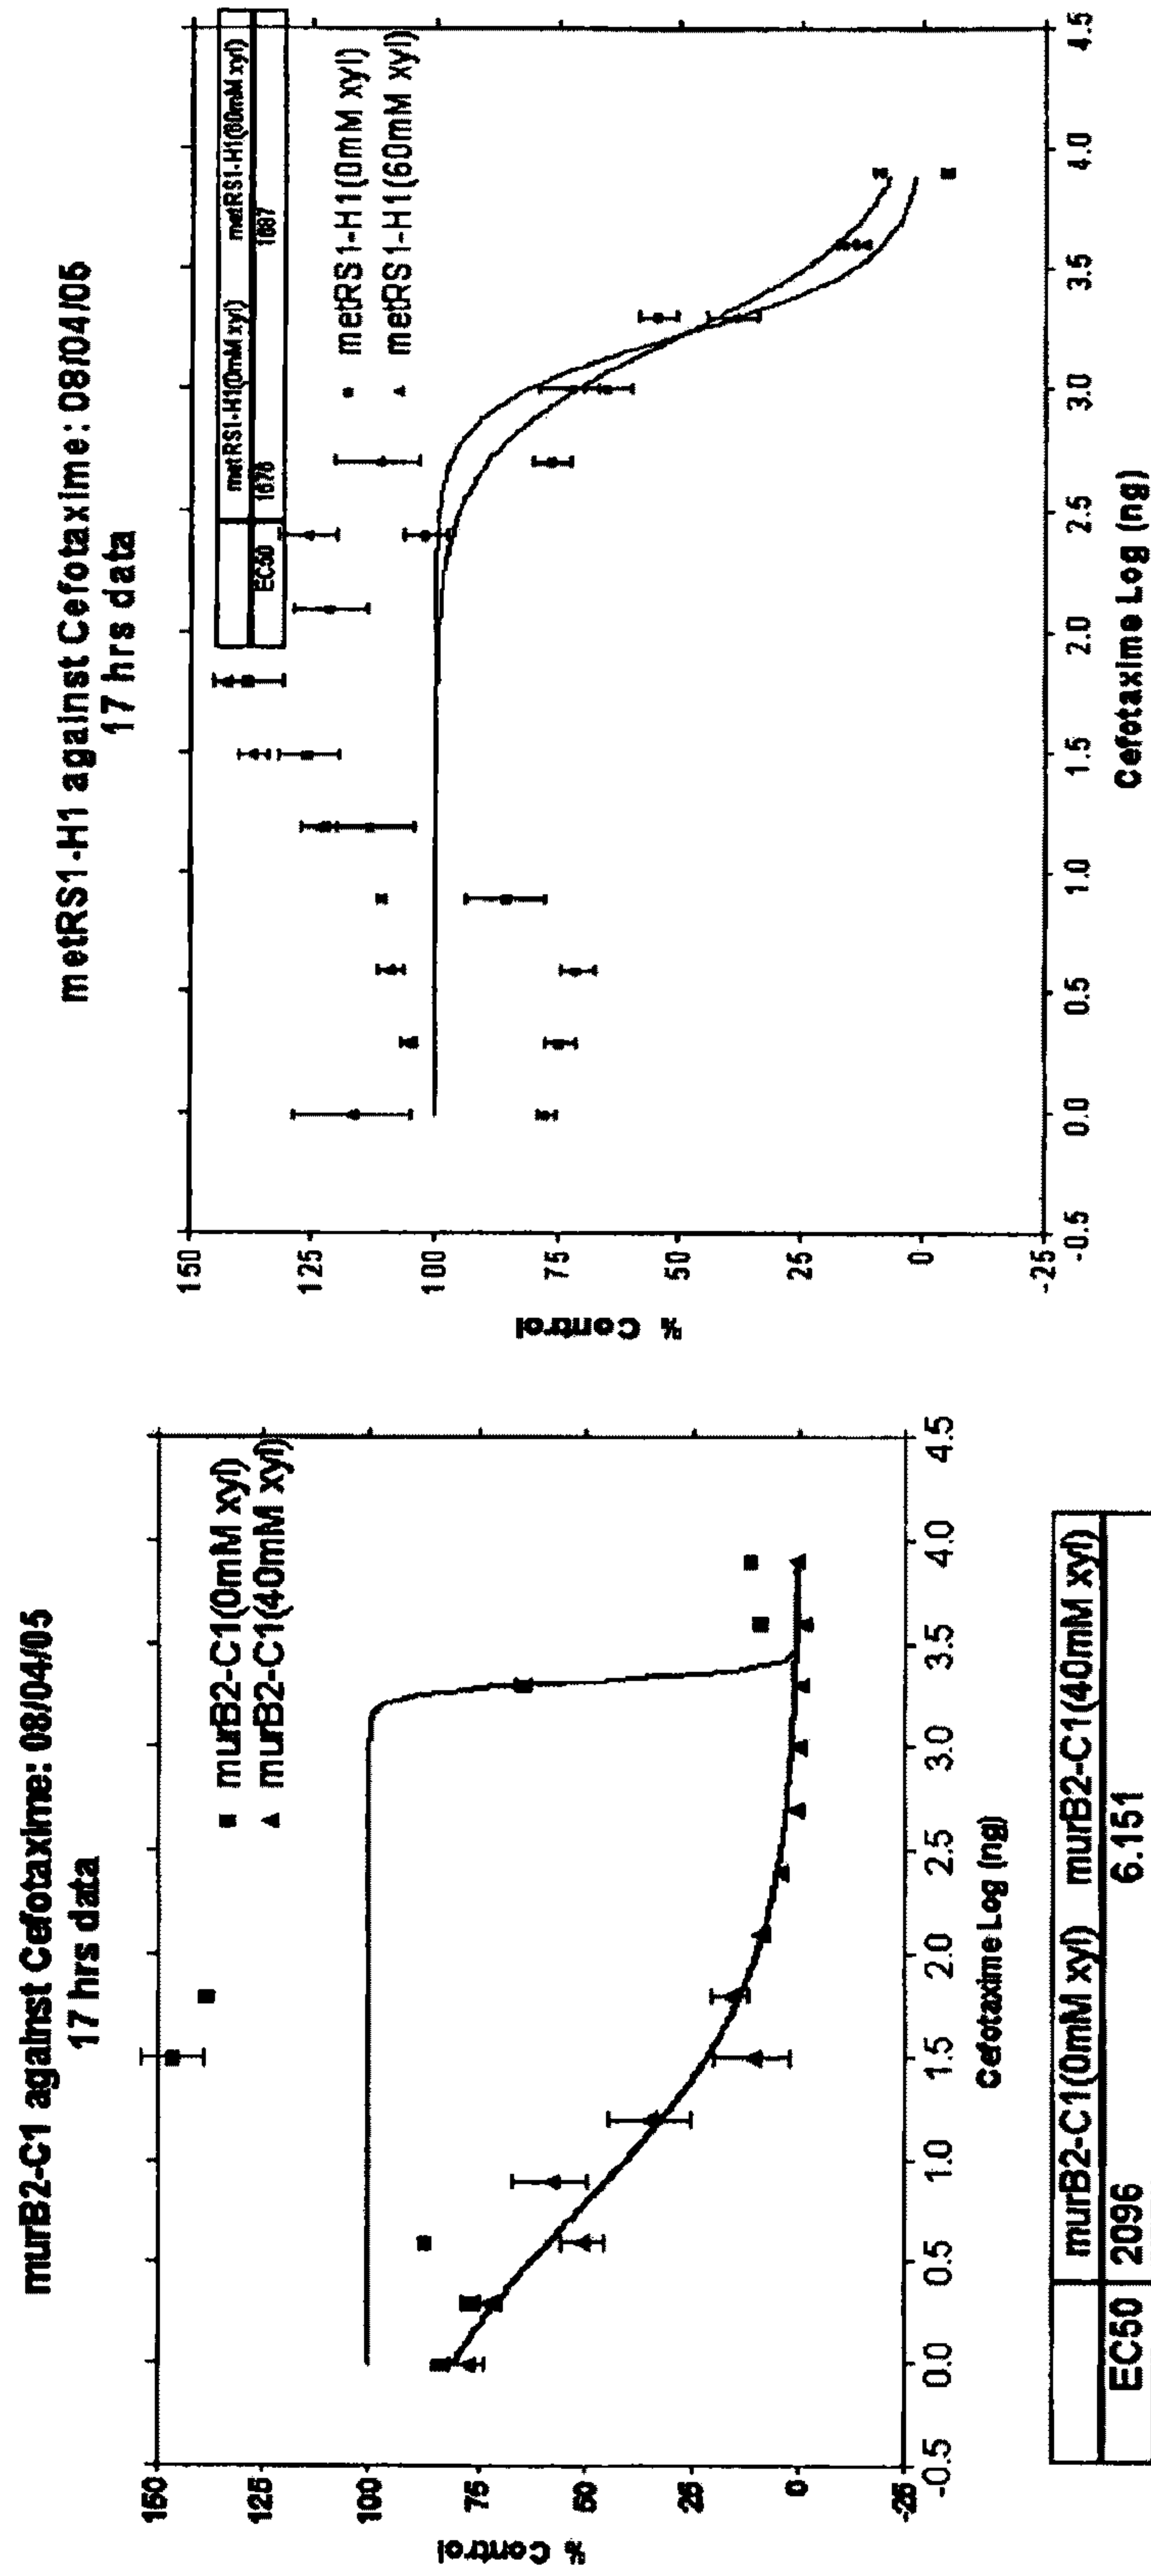 murB2-C1 against Cefotaxime: 08/04/05
17 hrs data
murB2-C1(0mM xyl)
murB2-C1(40mM xyl)
% Control
150
125
100
75
50
25
0
-25
-0.5 0.0 0.5 1.0 1.5 2.0 2.5 3.0 3.5 4.0 4.5
Cefotaxime Log (ng)
murB2-C1(0mM xyl) murB2-C1(40mM xyl)
EC50 2096 6.151
metRS1-H1 against Cefotaxime: 08/04/05
17 hrs data
metRS1-H1(0mM xyl) metRS1-H1(60mM xyl)
EC50 1676 1687
metRS1-H1(0mM xyl)
metRS1-H1(60mM xyl)
% Control
150
125
100
75
50
25
0
-25
-0.5 0.0 0.5 1.0 1.5 2.0 2.5 3.0 3.5 4.0 4.5
Cefotaxime Log (ng)